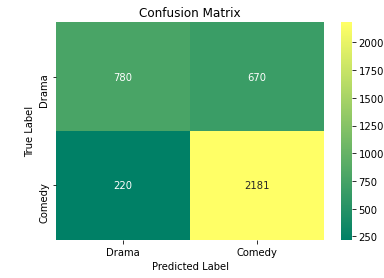 Confusion Matrix
True Label
Drama
780
670
Comedy
220
2181
Drama
Comedy
Predicted Label
2000
1750
1500
1250
1000
750
500
250